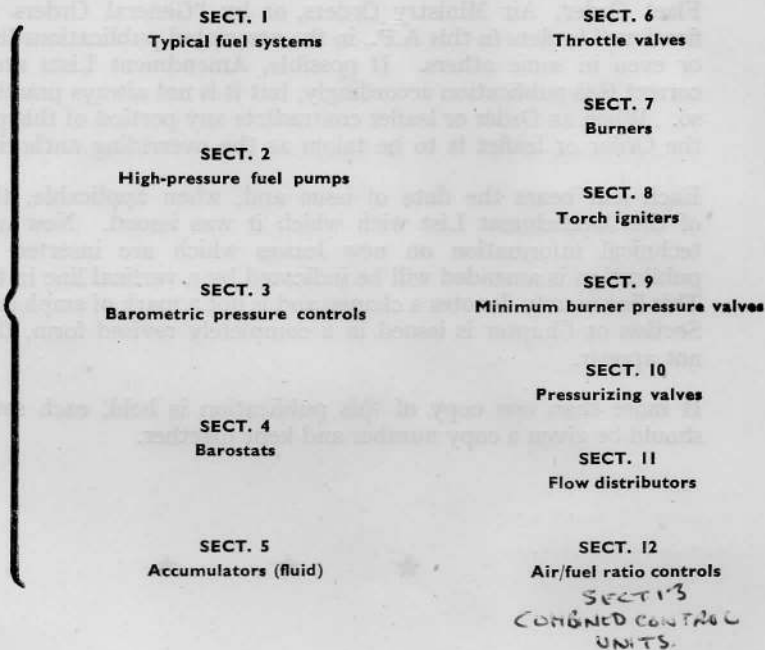 SECT. 1
Typical fuel systems
SECT. 2
High-pressure fuel pumps
SECT. 3
Barometric pressure controls
SECT. 4
Barostats
SECT. 5
Accumulators (fluid)
SECT. 6
Throttle valves
SECT. 7
Burners
SECT. 8
Torch igniters
SECT. 9
Minimum burner pressure valves
SECT. 10
Pressurizing valves
SECT. 11
Flow distributors
SECT. 12
Air/fuel ratio controls
SECT 13
COMBINED CONTROL
UNITS.